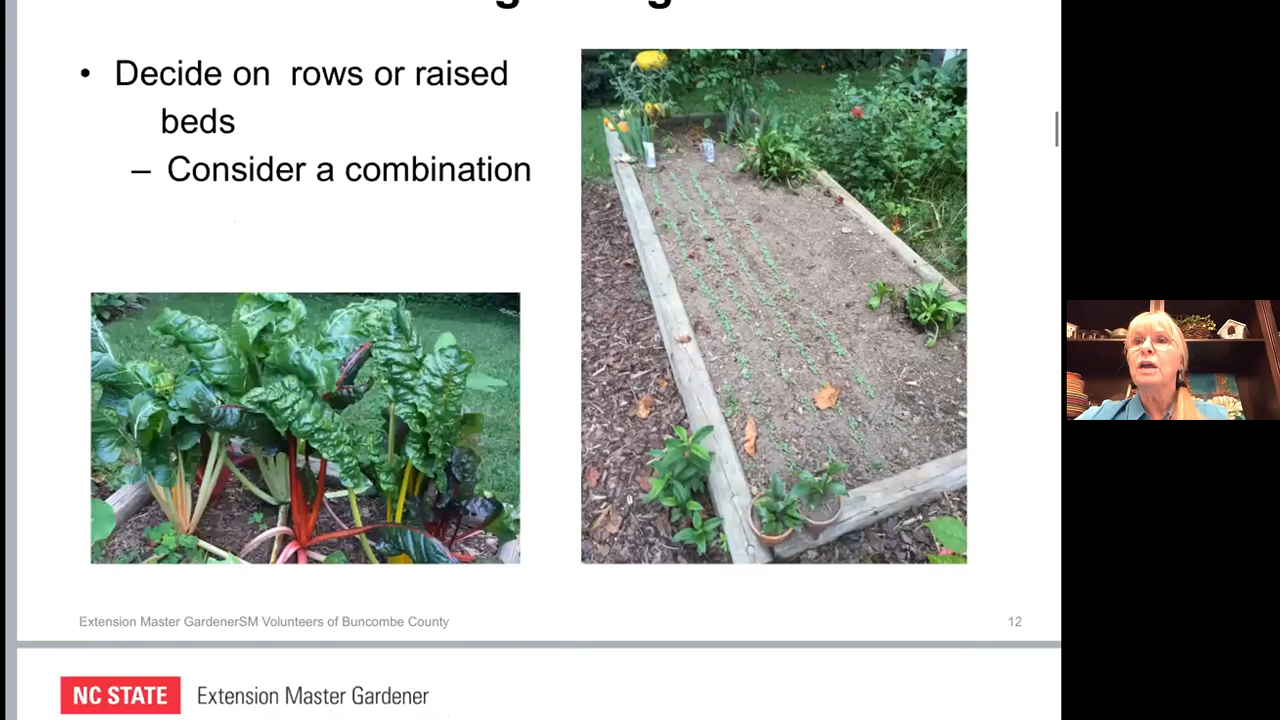 • Decide on rows or raised
beds
– Consider a combination
Extension Master GardenerSM Volunteers of Buncombe County
12
NC STATE Extension Master Gardener